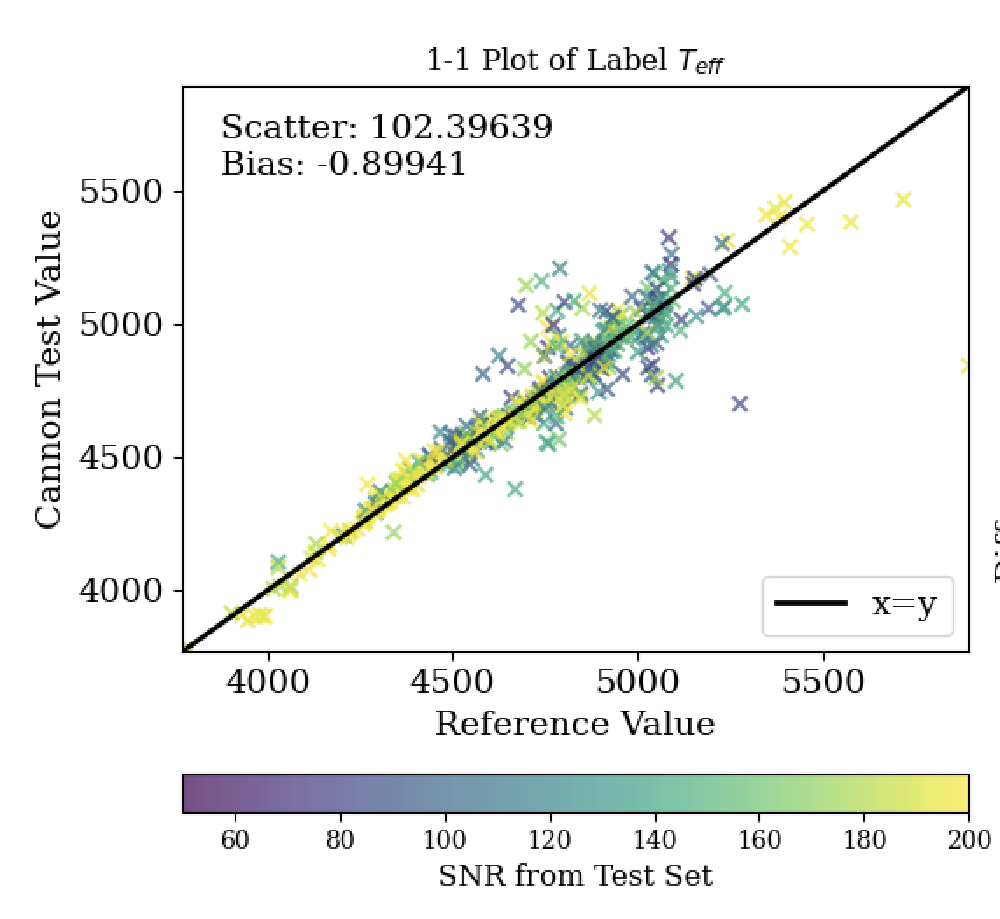 1-1 Plot of Label T_eff
Scatter: 102.39639
Bias: -0.89941
Cannon Test Value
5500
5000
4500
4000
x=y
4000 4500 5000 5500
Reference Value
60 80 100 120 140 160 180 200
SNR from Test Set